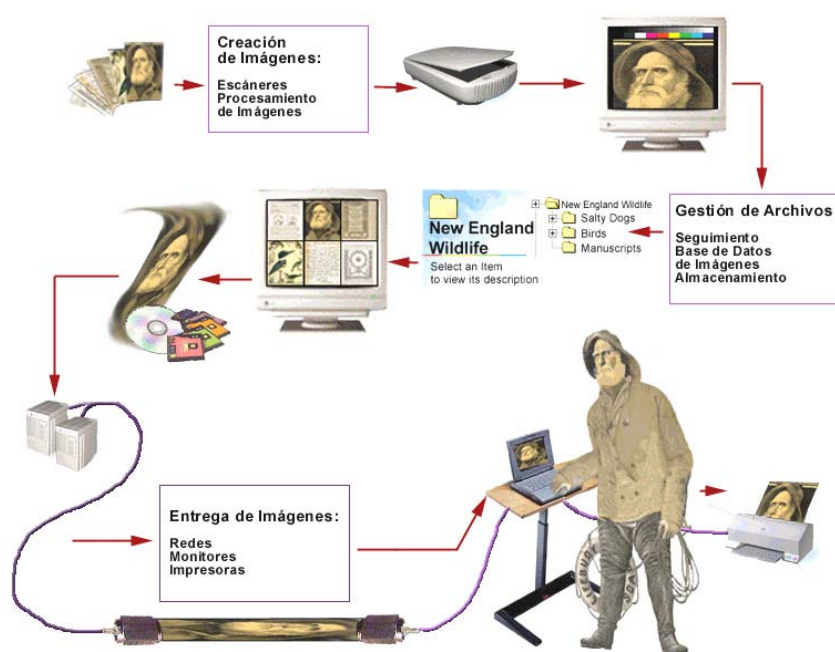 Creación
de Imágenes:
Escáneres
Procesamiento
de Imágenes
New England
Wildlife
Select an Item
to view its description
New England Wildlife
Salty Dogs
Birds
Manuscripts
Gestión de Archivos
Seguimiento
Base de Datos
de Imágenes
Almacenamiento
Entrega de Imágenes:
Redes
Monitores
Impresoras